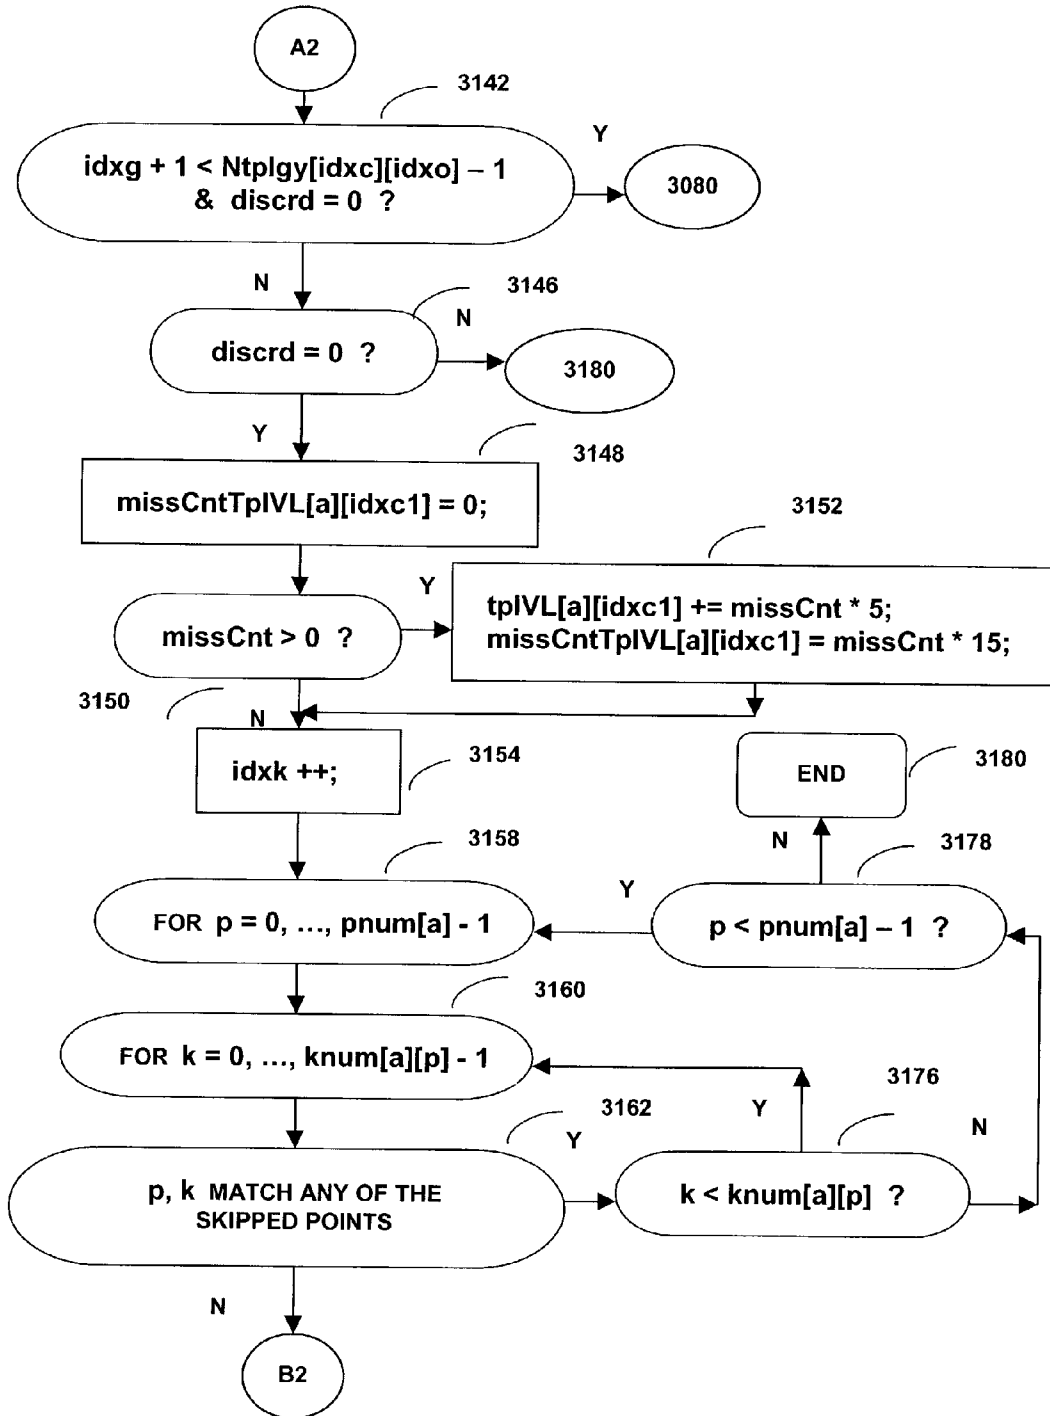 A2
3142
idxg + 1 < Ntplgy[idxc][idxo] – 1
& discrd = 0 ?
Y
3080
N
3146
discrd = 0 ?
N
3180
Y
3148
missCntTplVL[a][idxc1] = 0;
3152
missCnt > 0 ?
Y
tplVL[a][idxc1] += missCnt * 5;
missCntTplVL[a][idxc1] = missCnt * 15;
3150
N
idxk ++;
3154
END
3180
N
3158
3178
FOR p = 0, ..., pnum[a] - 1
Y
p < pnum[a] – 1 ?
3160
FOR k = 0, ..., knum[a][p] - 1
3176
Y
N
3162
Y
p, k MATCH ANY OF THE
SKIPPED POINTS
k < knum[a][p] ?
N
B2